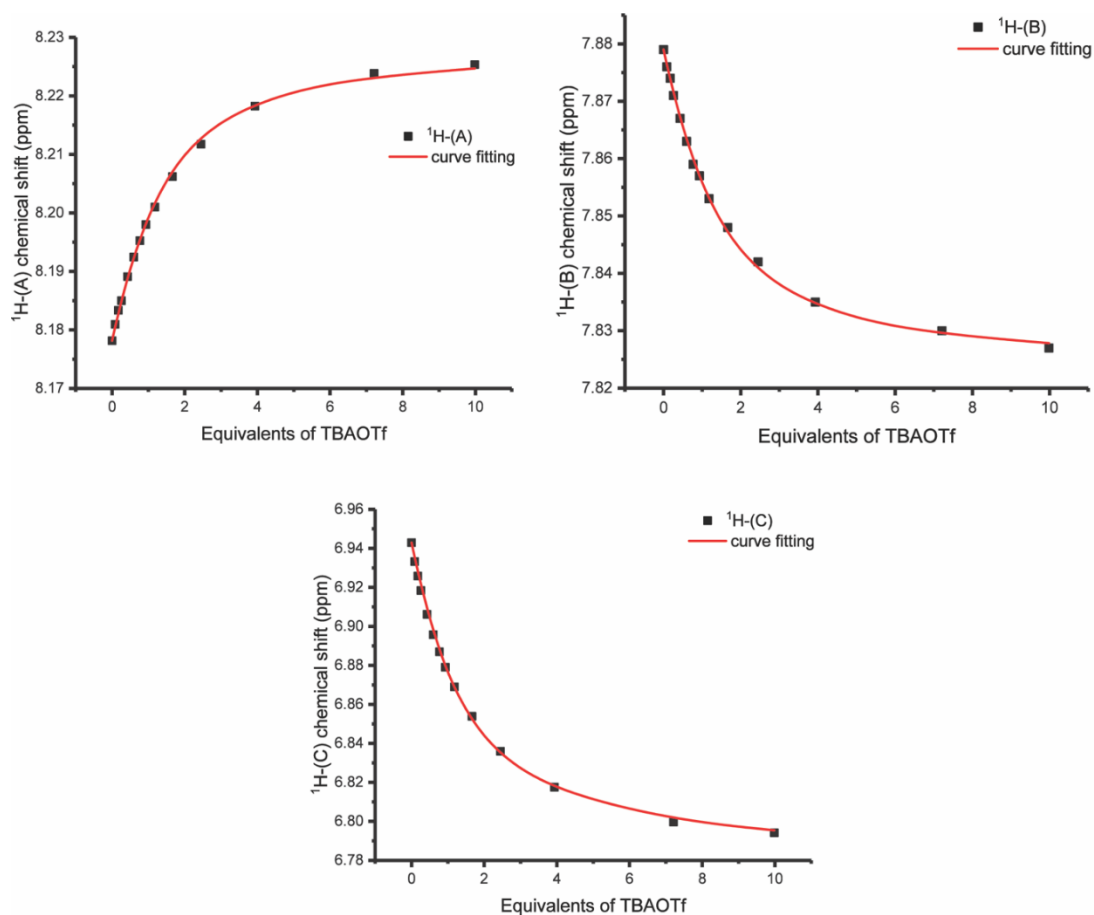 8.23
8.22
8.21
8.20
8.19
8.18
8.17
¹H-(A) chemical shift (ppm)
¹H-(A)
curve fitting
0 2 4 6 8 10
Equivalents of TBAOTf
7.88
7.87
7.86
7.85
7.84
7.83
7.82
¹H-(B) chemical shift (ppm)
¹H-(B)
curve fitting
0 2 4 6 8 10
Equivalents of TBAOTf
6.96
6.94
6.92
6.90
6.88
6.86
6.84
6.82
6.80
6.78
¹H-(C) chemical shift (ppm)
¹H-(C)
curve fitting
0 2 4 6 8 10
Equivalents of TBAOTf